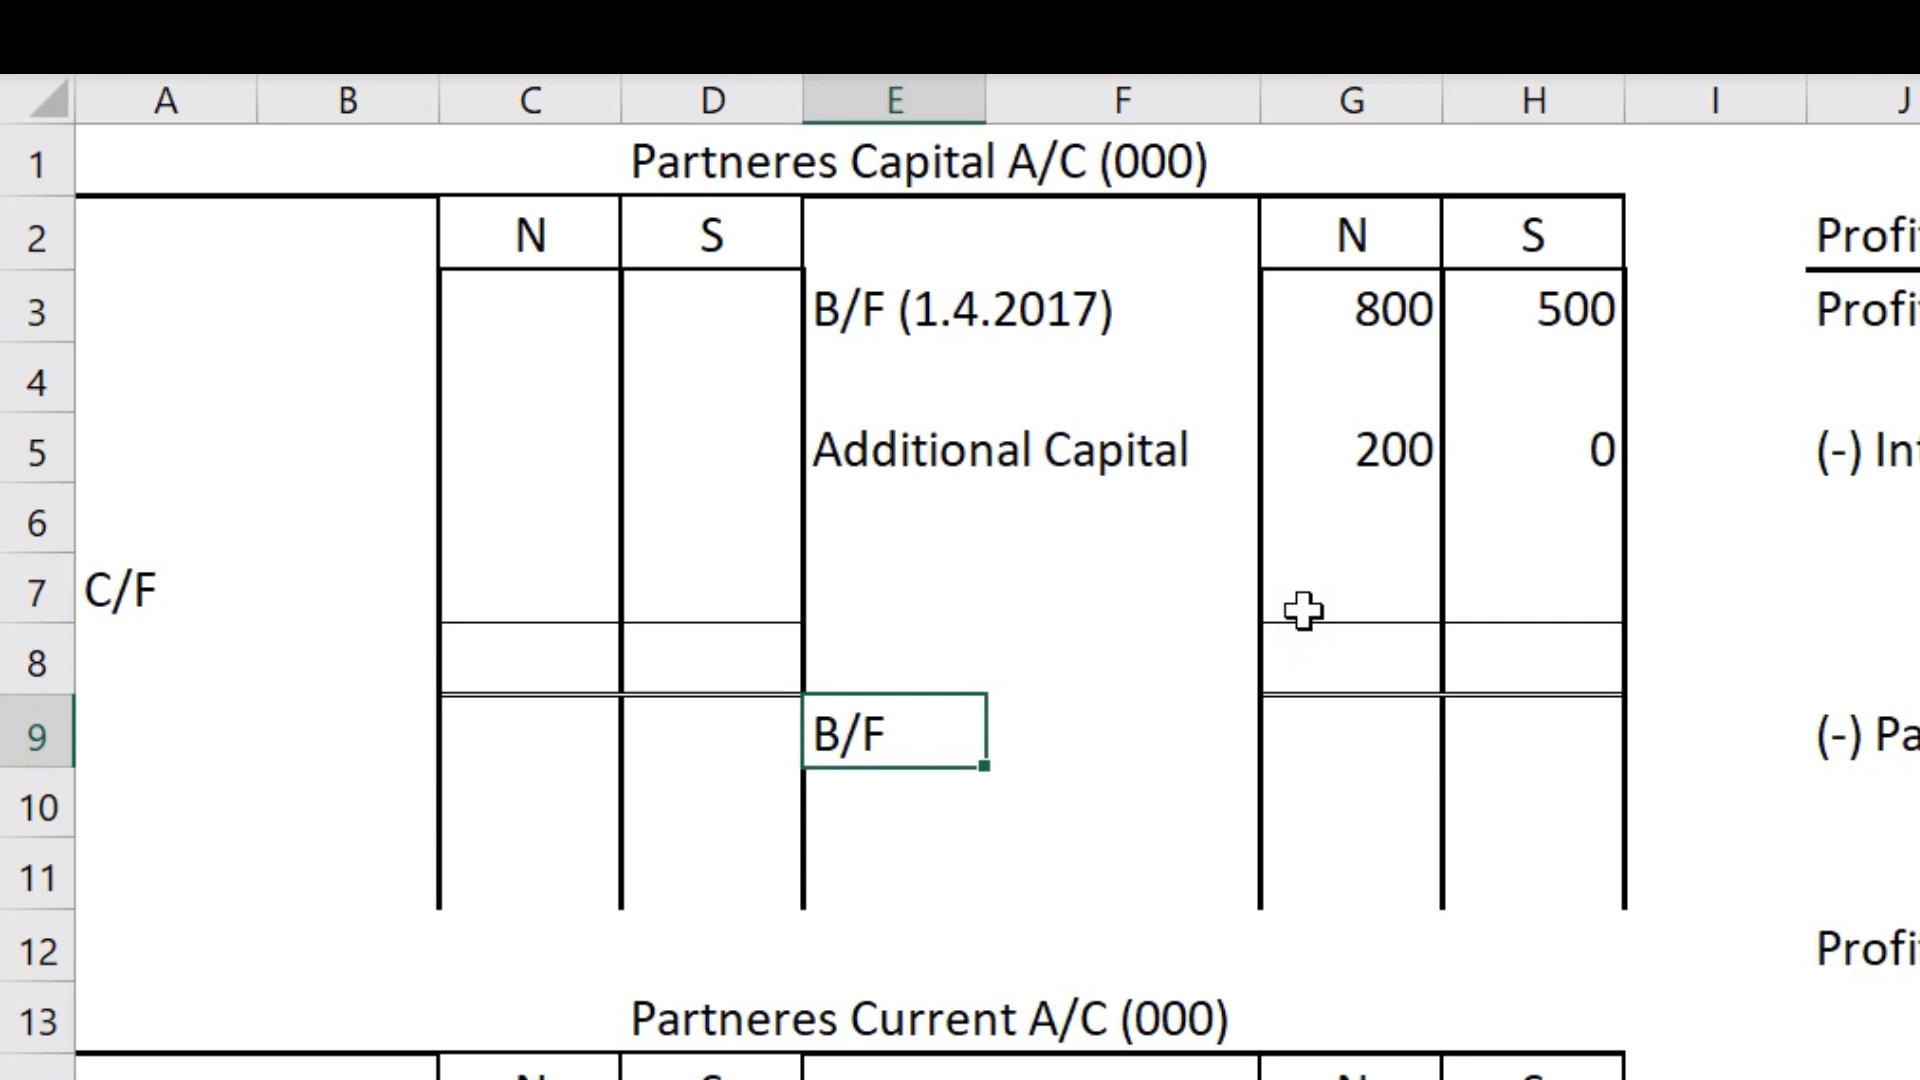 A B C D E F G H I J
1 Partneres Capital A/C (000)
2 N S N S Profi
3 B/F (1.4.2017) 800 500 Profi
4
5 Additional Capital 200 0 (-) Int
6
7 C/F
8
9 B/F (-) Pa
10
11
12 Profi
13 Partneres Current A/C (000)
N S N S